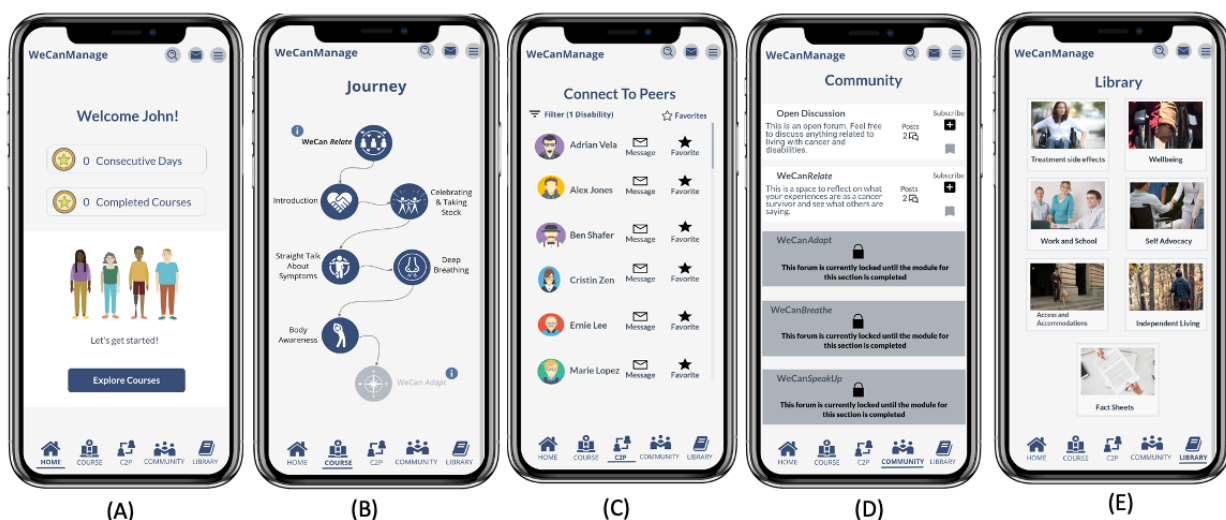 WeCanManage
Welcome John!
0 Consecutive Days
0 Completed Courses
Let's get started!
Explore Courses
HOME
COURSE
C2P
COMMUNITY
LIBRARY
(A)
WeCanManage
Journey
WeCan Relate
Introduction
Celebrating
& Taking
Stock
Straight Talk
About
Symptoms
Deep
Breathing
Body
Awareness
WeCan Adapt
HOME
COURSE
C2P
COMMUNITY
LIBRARY
(B)
WeCanManage
Connect To Peers
Filter (1 Disability)
Favorites
Adrian Vela
Message
Favorite
Alex Jones
Message
Favorite
Ben Shafer
Message
Favorite
Cristin Zen
Message
Favorite
Ernie Lee
Message
Favorite
Marie Lopez
Message
Favorite
HOME
COURSE
C2P
COMMUNITY
LIBRARY
(C)
WeCanManage
Community
Open Discussion
This is an open forum. Feel free
to discuss anything related to
living with cancer and
disabilities.
Posts
2
Subscribe
WeCanRelate
This is a space to reflect on what
your experiences are as a cancer
survivor and see what others are
saying.
Posts
2
Subscribe
WeCanAdapt
This forum is currently locked until the module for
this section is completed
WeCanBreathe
This forum is currently locked until the module for
this section is completed
WeCanSpeakUp
This forum is currently locked until the module for
this section is completed
HOME
COURSE
C2P
COMMUNITY
LIBRARY
(D)
WeCanManage
Library
Treatment side effects
Wellbeing
Work and School
Self Advocacy
Access and
Accommodations
Independent Living
Fact Sheets
HOME
COURSE
C2P
COMMUNITY
LIBRARY
(E)